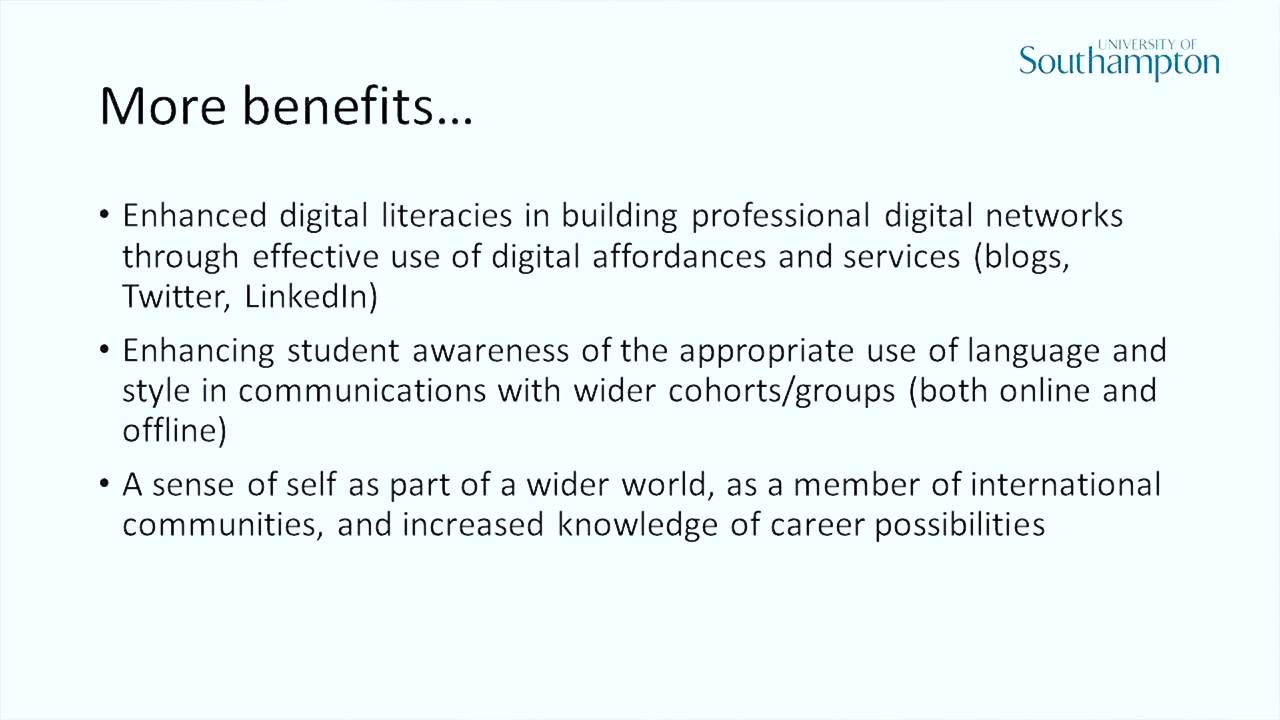 UNIVERSITY OF
Southampton
More benefits...
• Enhanced digital literacies in building professional digital networks
through effective use of digital affordances and services (blogs,
Twitter, LinkedIn)
• Enhancing student awareness of the appropriate use of language and
style in communications with wider cohorts/groups (both online and
offline)
• A sense of self as part of a wider world, as a member of international
communities, and increased knowledge of career possibilities